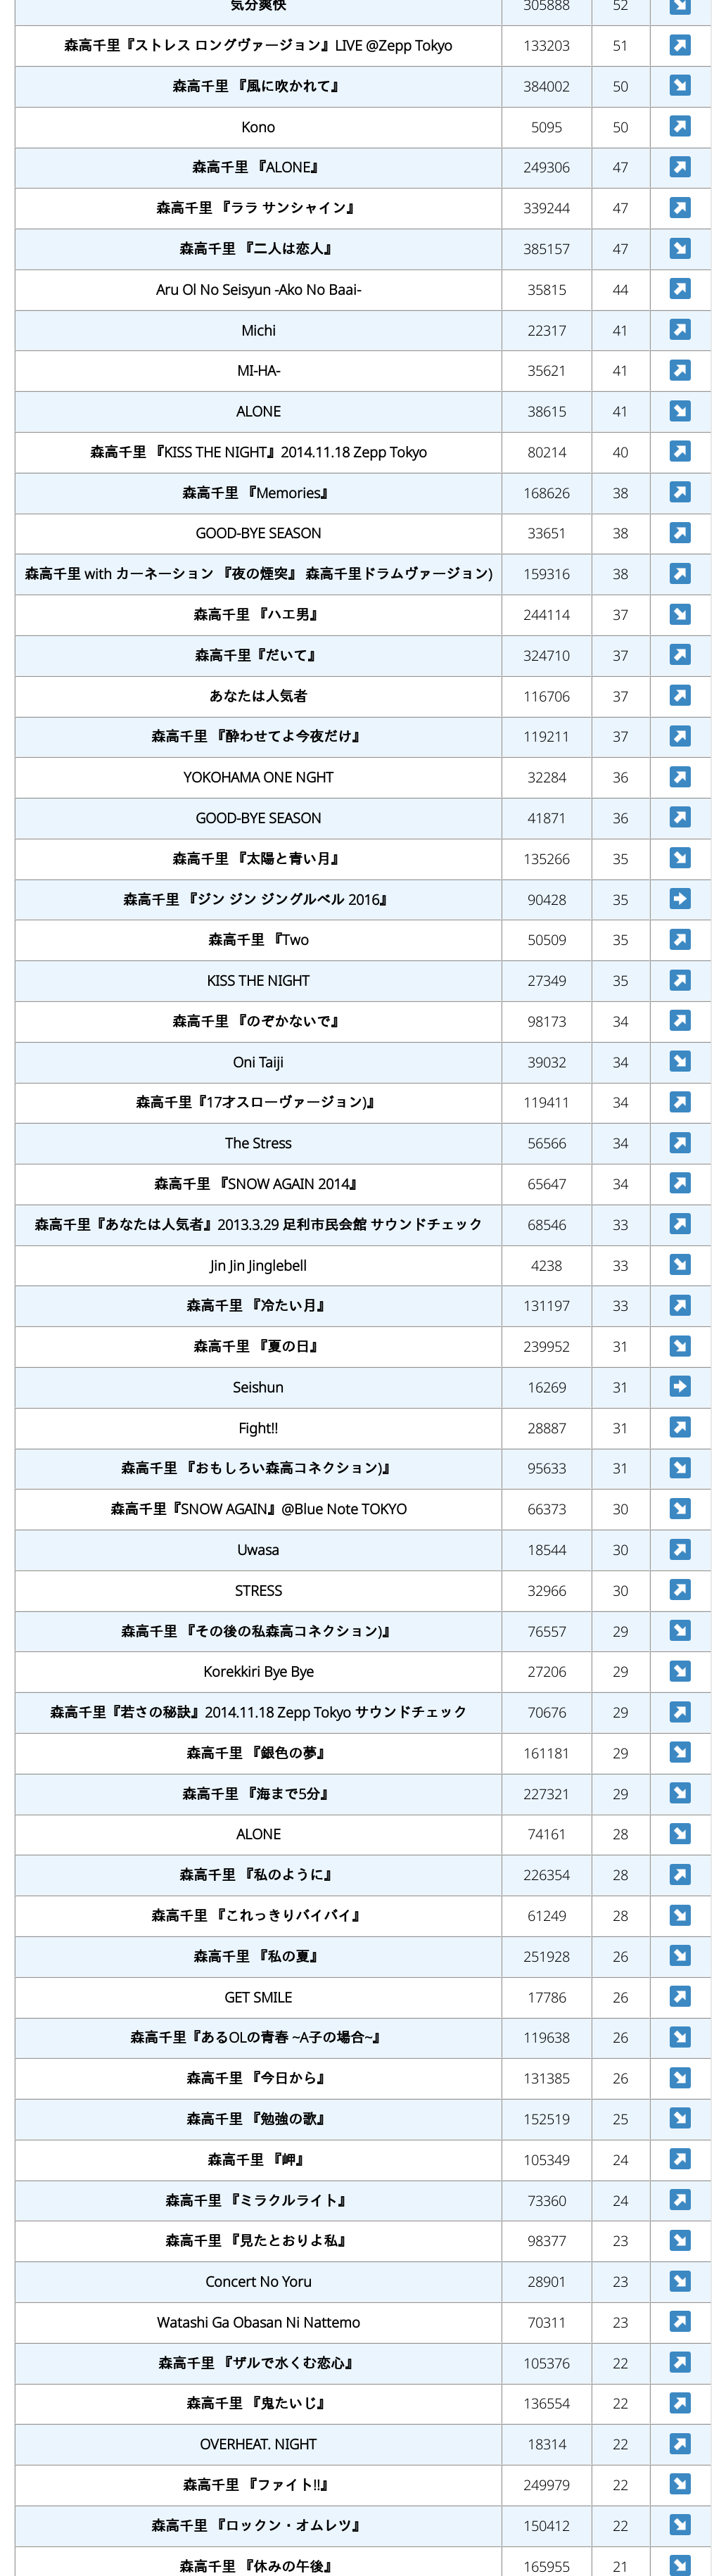 気分爽快 305888 52
森高千里『ストレス ロングヴァージョン』LIVE @Zepp Tokyo 133203 51
森高千里 『風に吹かれて』 384002 50
Kono 5095 50
森高千里 『ALONE』 249306 47
森高千里 『ララ サンシャイン』 339244 47
森高千里 『二人は恋人』 385157 47
Aru Ol No Seisyun -Ako No Baai- 35815 44
Michi 22317 41
MI-HA- 35621 41
ALONE 38615 41
森高千里 『KISS THE NIGHT』2014.11.18 Zepp Tokyo 80214 40
森高千里 『Memories』 168626 38
GOOD-BYE SEASON 33651 38
森高千里 with カーネーション 『夜の煙突』 森高千里ドラムヴァージョン) 159316 38
森高千里 『ハエ男』 244114 37
森高千里『だいて』 324710 37
あなたは人気者 116706 37
森高千里 『酔わせてよ今夜だけ』 119211 37
YOKOHAMA ONE NGHT 32284 36
GOOD-BYE SEASON 41871 36
森高千里 『太陽と青い月』 135266 35
森高千里 『ジン ジン ジングルベル 2016』 90428 35
森高千里 『Two 50509 35
KISS THE NIGHT 27349 35
森高千里 『のぞかないで』 98173 34
Oni Taiji 39032 34
森高千里『17才スローヴァージョン)』 119411 34
The Stress 56566 34
森高千里 『SNOW AGAIN 2014』 65647 34
森高千里『あなたは人気者』2013.3.29 足利市民会館 サウンドチェック 68546 33
Jin Jin Jinglebell 4238 33
森高千里 『冷たい月』 131197 33
森高千里 『夏の日』 239952 31
Seishun 16269 31
Fight!! 28887 31
森高千里 『おもしろい森高コネクション)』 95633 31
森高千里『SNOW AGAIN』@Blue Note TOKYO 66373 30
Uwasa 18544 30
STRESS 32966 30
森高千里 『その後の私森高コネクション)』 76557 29
Korekkiri Bye Bye 27206 29
森高千里『若さの秘訣』2014.11.18 Zepp Tokyo サウンドチェック 70676 29
森高千里 『銀色の夢』 161181 29
森高千里 『海まで5分』 227321 29
ALONE 74161 28
森高千里 『私のように』 226354 28
森高千里 『これっきりバイバイ』 61249 28
森高千里 『私の夏』 251928 26
GET SMILE 17786 26
森高千里『あるOLの青春 ~A子の場合~』 119638 26
森高千里 『今日から』 131385 26
森高千里 『勉強の歌』 152519 25
森高千里 『岬』 105349 24
森高千里 『ミラクルライト』 73360 24
森高千里 『見たとおりよ私』 98377 23
Concert No Yoru 28901 23
Watashi Ga Obasan Ni Nattemo 70311 23
森高千里 『ザルで水くむ恋心』 105376 22
森高千里 『鬼たいじ』 136554 22
OVERHEAT. NIGHT 18314 22
森高千里 『ファイト!!』 249979 22
森高千里 『ロックン・オムレツ』 150412 22
森高千里 『休みの午後』 165955 21